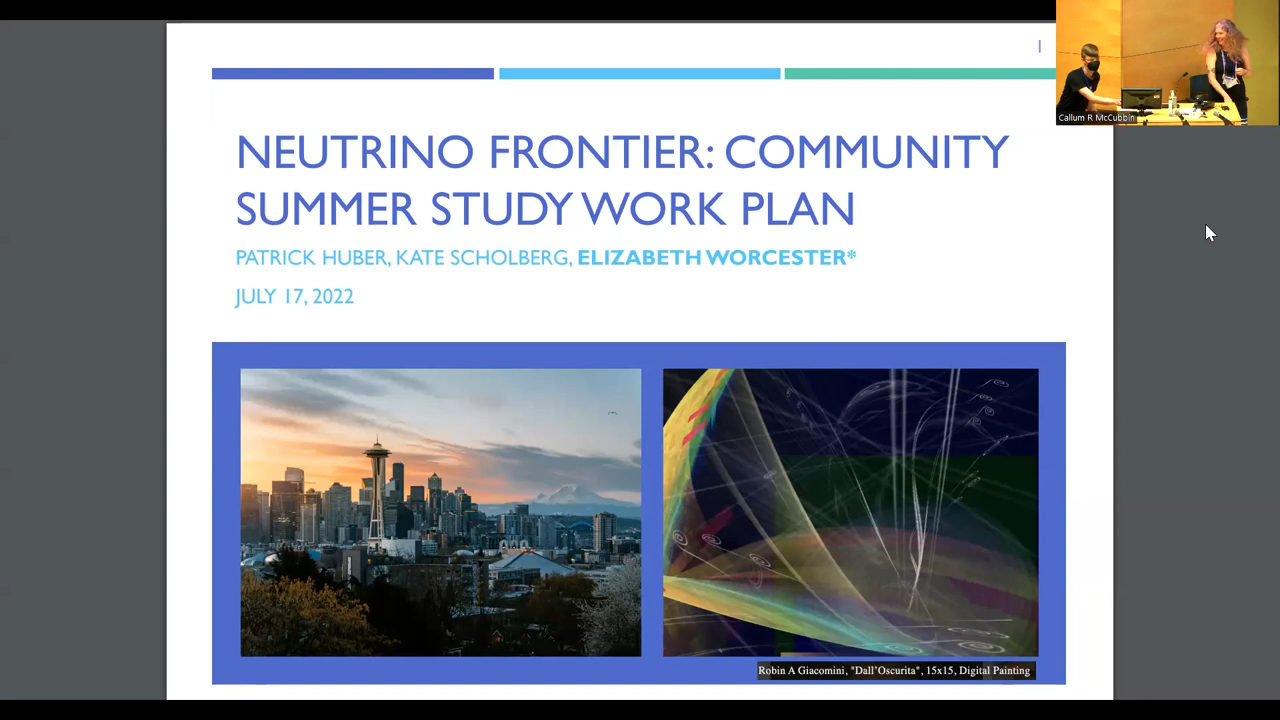 1
NEUTRINO FRONTIER: COMMUNITY
SUMMER STUDY WORK PLAN
PATRICK HUBER, KATE SCHOLBERG, ELIZABETH WORCESTER*
JULY 17, 2022
Robin A Giacomini, "Dall'Oscurita", 15x15, Digital Painting
Callum R McCubbin